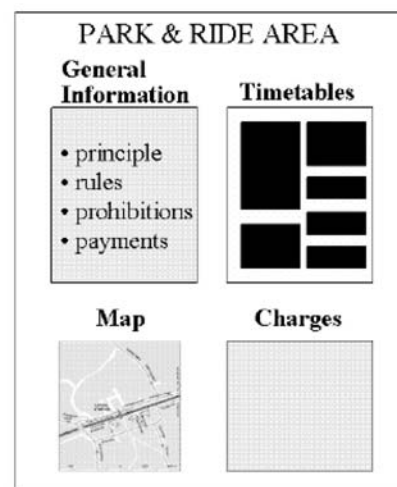 PARK & RIDE AREA
General
Information
• principle
• rules
• prohibitions
• payments
Timetables
Map
Charges